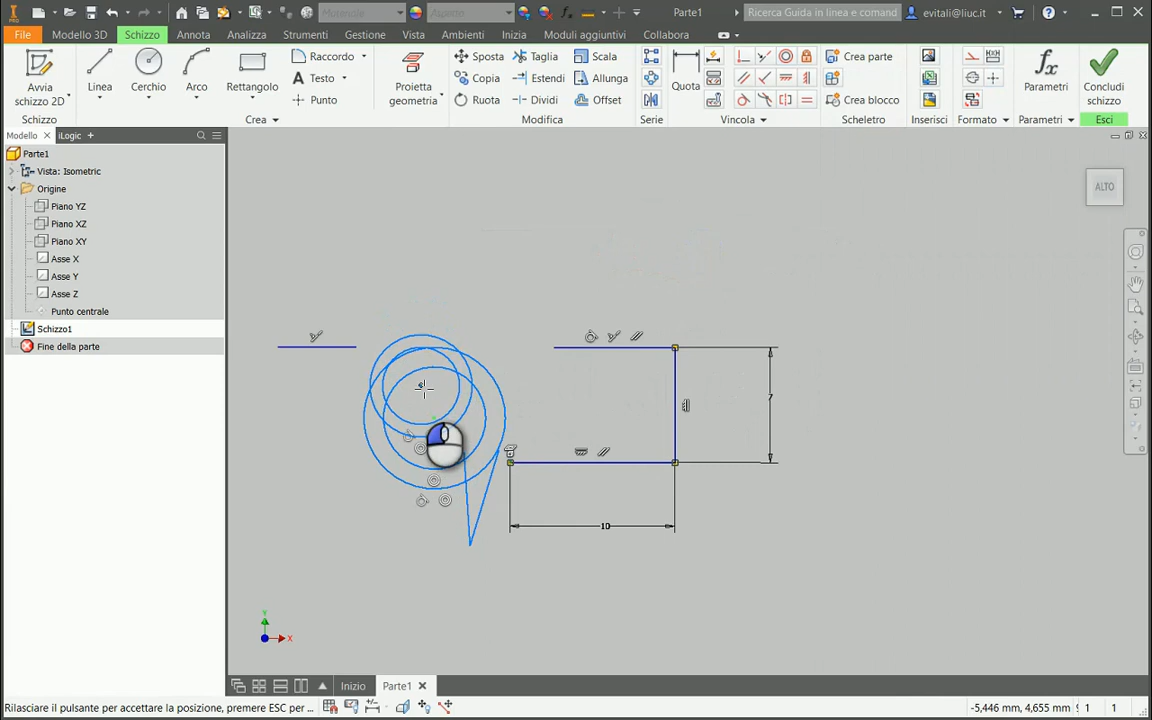 PRO
Materiale
Aspetto
Parte1
Ricerca Guida in linea e comand
evitali@liuc.it
File
Modello 3D
Schizzo
Annota
Analizza
Strumenti
Gestione
Vista
Ambienti
Inizia
Moduli aggiuntivi
Collabora
Avvia
schizzo 2D
Linea
Cerchio
Arco
Rettangolo
Raccordo
Testo
Punto
Proietta
geometria
Sposta
Copia
Ruota
Taglia
Estendi
Dividi
Scala
Allunga
Offset
Quota
Crea parte
Crea blocco
Parametri
Concludi
schizzo
Schizzo
Crea
Modifica
Serie
Vincola
Scheletro
Inserisci
Formato
Parametri
Esci
Modello
iLogic
Parte1
Vista: Isometric
Origine
Piano YZ
Piano XZ
Piano XY
Asse X
Asse Y
Asse Z
Punto centrale
Schizzo1
Fine della parte
ALTO
7
10
Y
X
Inizio
Parte1
Rilasciare il pulsante per accettare la posizione, premere ESC per ...
-5,446 mm, 4,655 mm
1
1